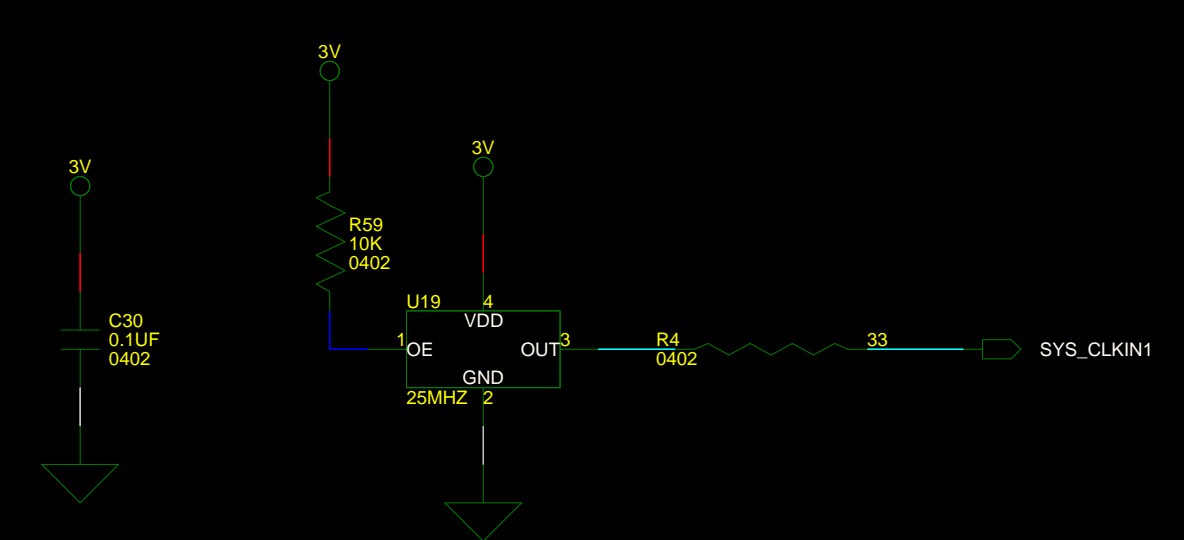 3V
3V
3V
R59
10K
0402
C30
0.1UF
0402
U19
4
VDD
1
OE
OUT
3
GND
25MHZ
2
R4
0402
33
SYS_CLKIN1